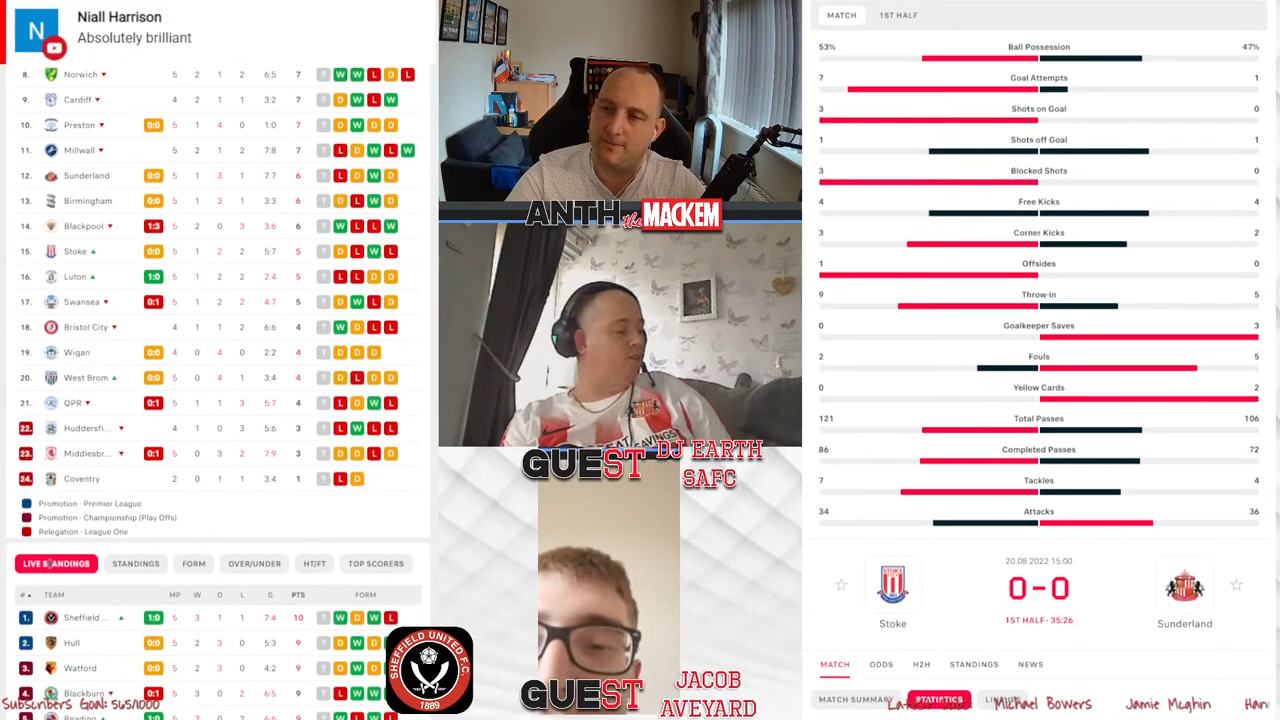 N
Niall Harrison
Absolutely brilliant
8. Norwich 5 2 1 2 6:5 7 ? W W L D L
9. Cardiff 4 2 1 1 3:2 7 ? D W L W
10. Preston 0:0 5 1 4 0 1:0 7 ? D W D D
11. Millwall 5 2 1 2 7:8 7 ? L D W L W
12. Sunderland 0:0 5 1 3 1 7:7 6 ? L D W D
13. Birmingham 0:0 5 1 3 1 3:3 6 ? D L W D
14. Blackpool 1:3 5 2 0 3 3:6 6 ? W L L W
15. Stoke 0:0 5 1 2 2 5:7 5 ? L D W L
16. Luton 1:0 5 1 2 2 2:4 5 ? L L D D
17. Swansea 0:1 5 1 2 2 4:7 5 ? D W L D
18. Bristol City 4 1 1 2 6:6 4 ? W D L L
19. Wigan 0:0 4 0 4 0 2:2 4 ? D D D
20. West Brom 0:0 5 0 4 1 3:4 4 ? D L D D
21. QPR 0:1 5 1 1 3 5:7 4 ? L D W L
22. Huddersfi... 4 1 0 3 5:6 3 ? L W L L
23. Middlesbr... 0:1 5 0 3 2 7:9 3 ? D D L D
24. Coventry 2 0 1 1 3:4 1 ? L D
Promotion - Premier League
Promotion - Championship (Play Offs)
Relegation - League One
LIVE STANDINGS STANDINGS FORM OVER/UNDER HT/FT TOP SCORERS
# TEAM MP W D L G PTS FORM
1. Sheffield ... 1:0 5 3 1 1 7:4 10 ? W D W L
2. Hull 0:0 5 2 3 0 5:3 9 ? D W D
3. Watford 0:0 5 2 3 0 4:2 9 ? D W D
4. Blackburn 0:1 5 3 0 2 6:5 9 ? L W W
Subscribers Goal: 565/1000
ANTH the MACKEM
GUEST DJ EARTH
SAFC
SHEFFIELD UNITED F.C.
1889
GUEST JACOB
AVEYARD
MATCH 1ST HALF
53% Ball Possession 47%
7 Goal Attempts 1
3 Shots on Goal 0
1 Shots off Goal 1
3 Blocked Shots 0
4 Free Kicks 4
3 Corner Kicks 2
1 Offsides 0
9 Throw-in 5
0 Goalkeeper Saves 3
2 Fouls 5
0 Yellow Cards 2
121 Total Passes 106
86 Completed Passes 72
7 Tackles 4
34 Attacks 36
20.08.2022 15:00
0-0
1ST HALF - 35:26
Stoke Sunderland
MATCH ODDS H2H STANDINGS NEWS
MATCH SUMMARY STATISTICS
Michael Bowers Jamie Mcghin Han